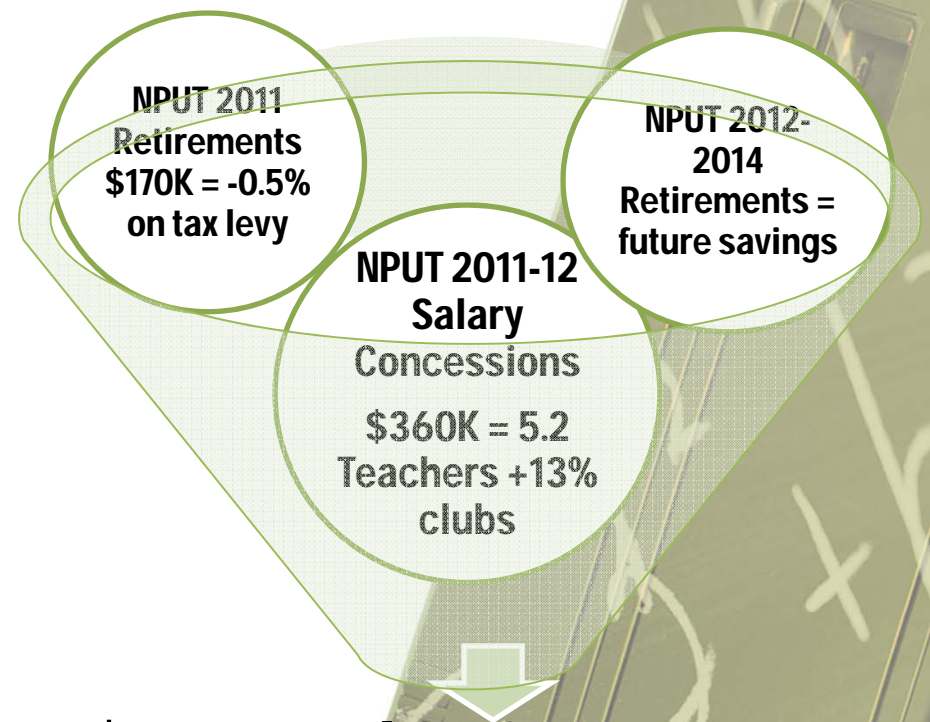 NPUT 2011
Retirements
$170K = -0.5%
on tax levy
NPUT 2012-
2014
Retirements =
future savings
NPUT 2011-12
Salary
Concessions
$360K = 5.2
Teachers +13%
clubs